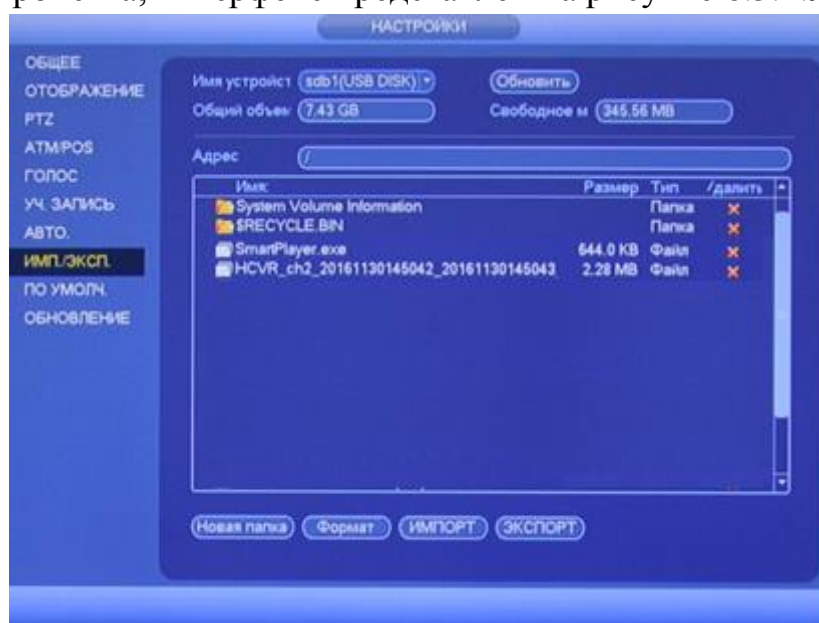 НАСТРОЙКИ
ОБЩЕЕ
ОТОБРАЖЕНИЕ
PTZ
ATM/POS
ГОЛОС
УЧ. ЗАПИСЬ
АВТО.
ИМП./ЭКСП.
ПО УМОЛЧ.
ОБНОВЛЕНИЕ
Имя устройст sdb1(USB DISK) Обновить
Общий объем 7.43 GB Свободное м 345.56 MB
Адрес /
Имя: Размер Тип /далить
System Volume Information Папка
$RECYCLE.BIN Папка
SmartPlayer.exe 644.0 KB Файл
HCVR_ch2_20161130145042_20161130145043 2.28 MB Файл
Новая папка Формат ИМПОРТ ЭКСПОРТ